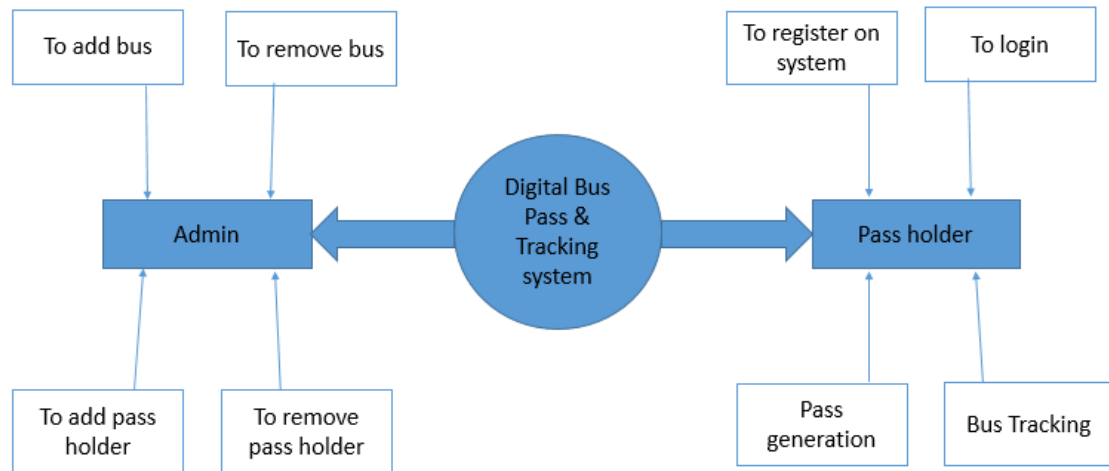 To add bus
To remove bus
To register on
system
To login
Digital Bus
Pass &
Tracking
system
Admin
Pass holder
To add pass
holder
To remove
pass holder
Pass
generation
Bus Tracking